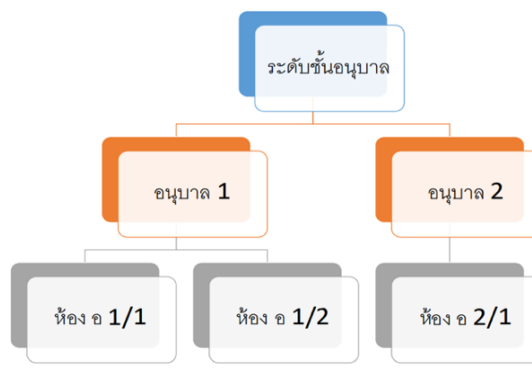 ระดับชั้นอนุบาล
อนุบาล 1
อนุบาล 2
ห้อง อ 1/1
ห้อง อ 1/2
ห้อง อ 2/1